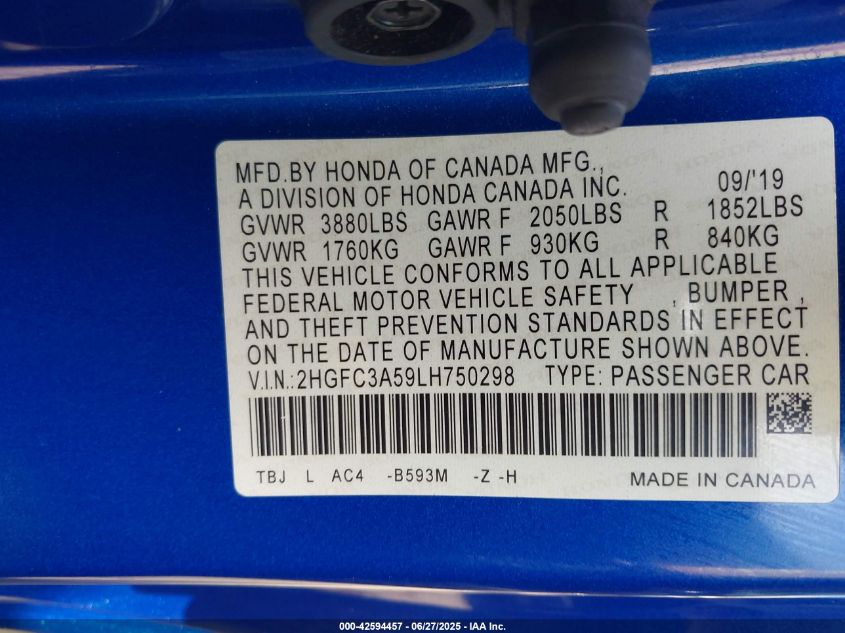 MFD.BY HONDA OF CANADA MFG.,
A DIVISION OF HONDA CANADA INC. 09/'19
GVWR 3880LBS GAWR F 2050LBS R 1852LBS
GVWR 1760KG GAWR F 930KG R 840KG
THIS VEHICLE CONFORMS TO ALL APPLICABLE
FEDERAL MOTOR VEHICLE SAFETY , BUMPER ,
AND THEFT PREVENTION STANDARDS IN EFFECT
ON THE DATE OF MANUFACTURE SHOWN ABOVE.
V.I.N.:2HGFC3A59LH750298 TYPE: PASSENGER CAR
TBJ L AC4 -B593M -Z -H MADE IN CANADA
000-42594457 - 06/27/2025 - IAA Inc.